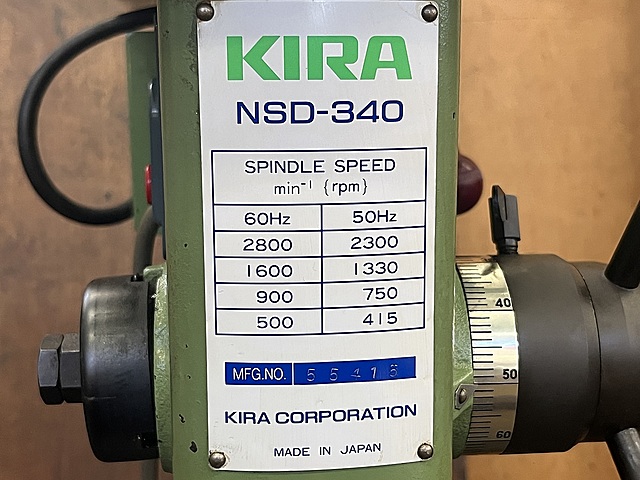 KIRA
NSD-340
SPINDLE SPEED
min⁻¹ {rpm}
60Hz 50Hz
2800 2300
1600 1330
900 750
500 415
MFG.NO.
KIRA CORPORATION
MADE IN JAPAN
40
50
60